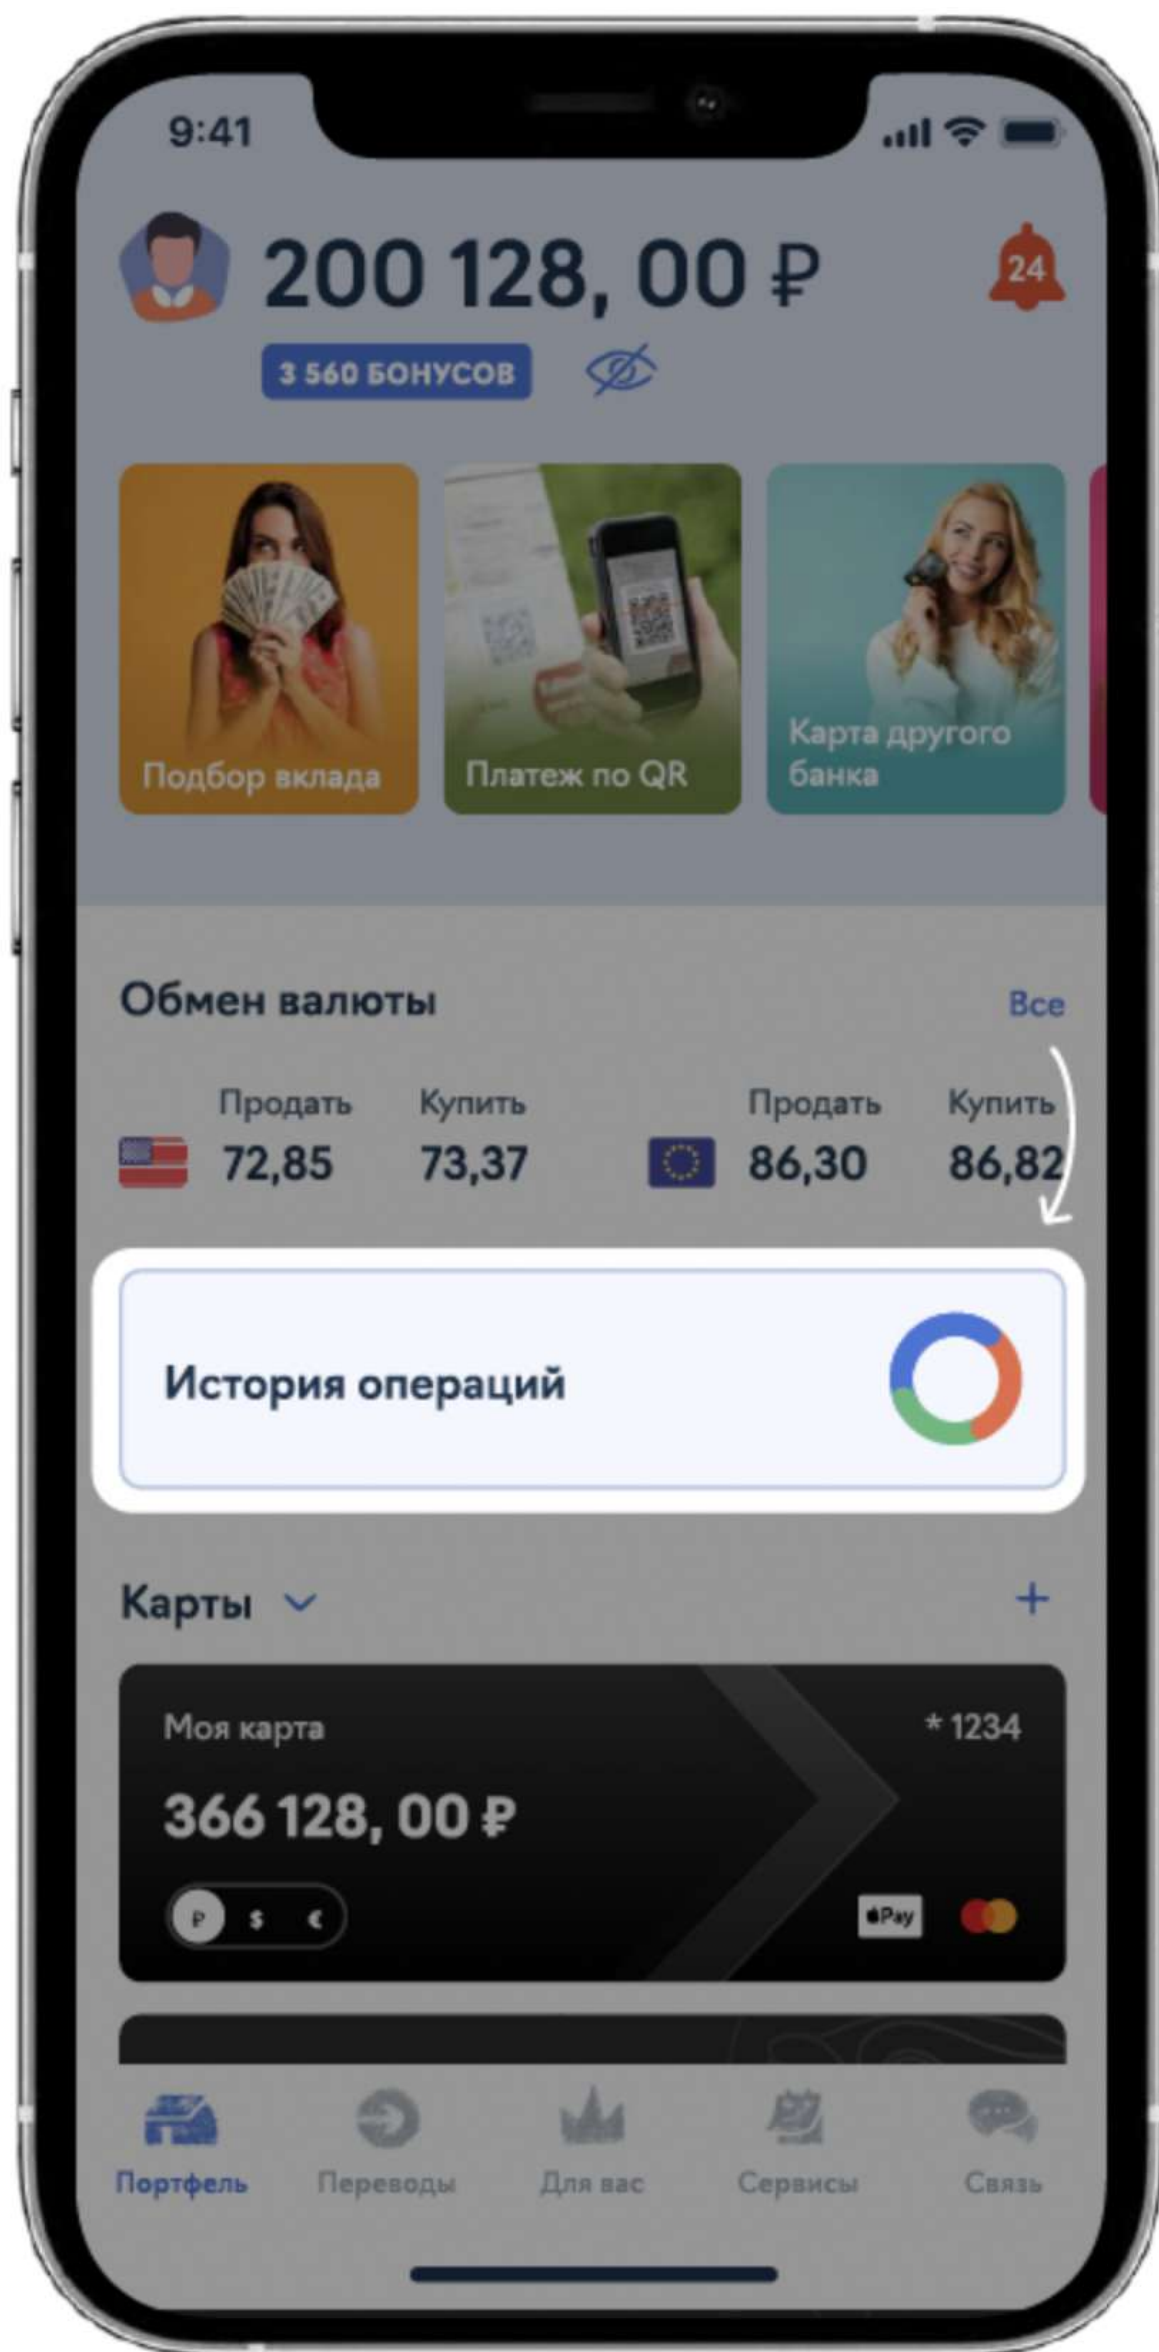 9:41
200 128, 00 ₽
24
3 560 БОНУСОВ
Подбор вклада
Платеж по QR
Карта другого
банка
Обмен валюты
Все
Продать Купить Продать Купить
72,85 73,37 86,30 86,82
История операций
Карты
+
Моя карта * 1234
366 128, 00 ₽
₽ $ € Pay
Портфель Переводы Для вас Сервисы Связь